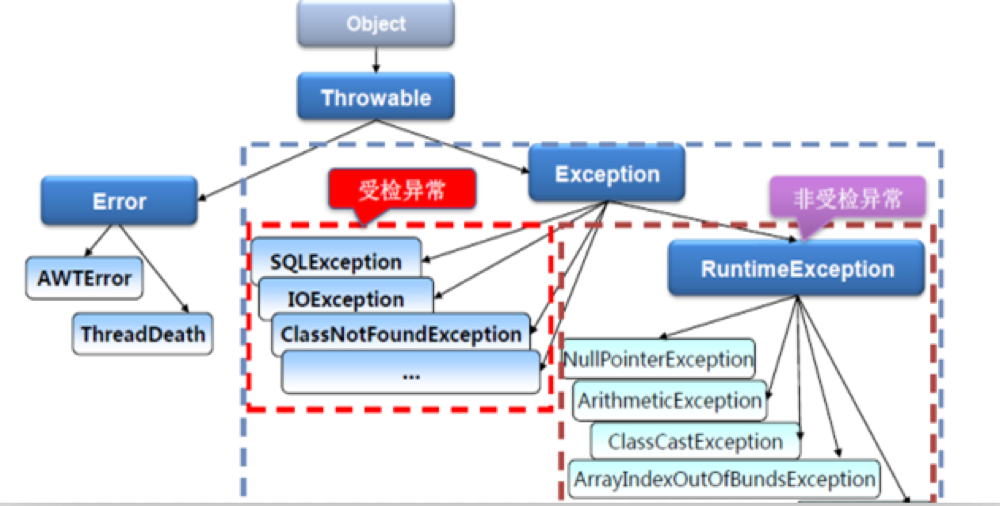 Object
Throwable
Exception
受检异常
非受检异常
Error
SQLException
RuntimeException
AWTError
IOException
ThreadDeath
ClassNotFoundException
...
NullPointerException
ArithmeticException
ClassCastException
ArrayIndexOutOfBundsException